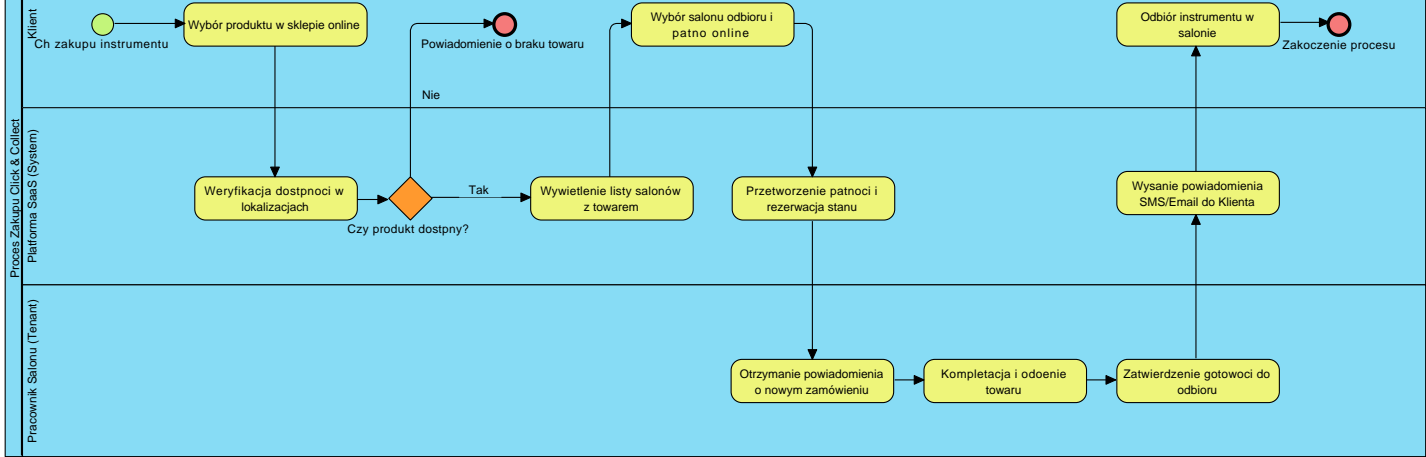 Proces Zakupu Click & Collect
Klient
Ch zakupu instrumentu
Wybór produktu w sklepie online
Powiadomienie o braku towaru
Wybór salonu odbioru i
patno online
Odbiór instrumentu w
salonie
Zakoczenie procesu
Nie
Platforma SaaS (System)
Weryfikacja dostpnoci w
lokalizacjach
Czy produkt dostpny?
Tak
Wywietlenie listy salonów
z towarem
Przetworzenie patnoci i
rezerwacja stanu
Wysanie powiadomienia
SMS/Email do Klienta
Pracownik Salonu (Tenant)
Otrzymanie powiadomienia
o nowym zamówieniu
Kompletacja i odoenie
towaru
Zatwierdzenie gotowoci do
odbioru